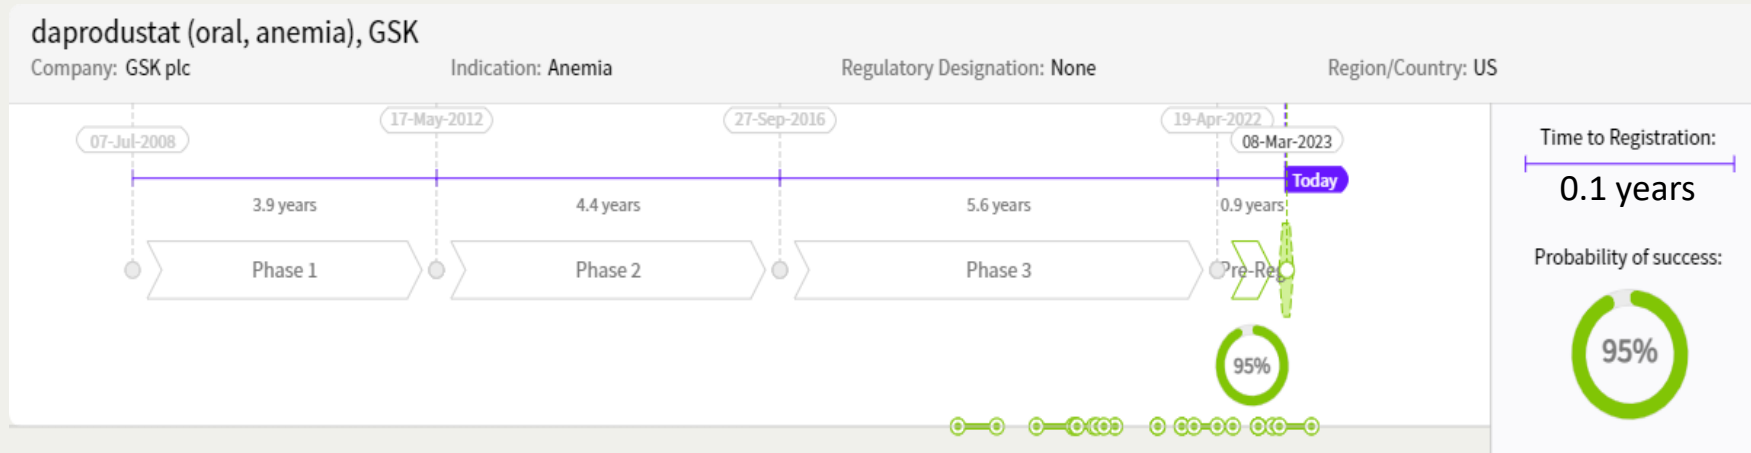 daprodustat (oral, anemia), GSK
Company: GSK plc
Indication: Anemia
Regulatory Designation: None
Region/Country: US
07-Jul-2008
17-May-2012
27-Sep-2016
19-Apr-2022
08-Mar-2023
Today
3.9 years
4.4 years
5.6 years
0.9 years
Phase 1
Phase 2
Phase 3
Pre-Reg
95%
Time to Registration:
0.1 years
Probability of success:
95%